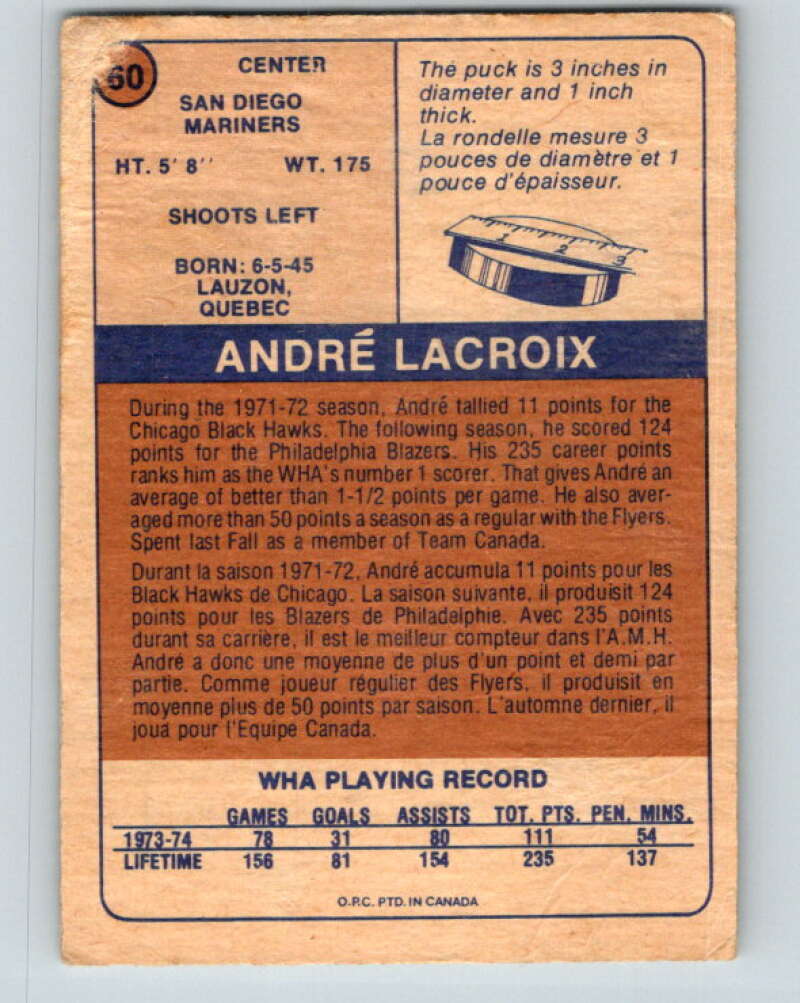 60
CENTER
SAN DIEGO
MARINERS
HT. 5' 8'' WT. 175
SHOOTS LEFT
BORN: 6-5-45
LAUZON,
QUEBEC
The puck is 3 inches in
diameter and 1 inch
thick.
La rondelle mesure 3
pouces de diamètre et 1
pouce d'épaisseur.
1 2 3
ANDRÉ LACROIX
During the 1971-72 season, André tallied 11 points for the
Chicago Black Hawks. The following season, he scored 124
points for the Philadelphia Blazers. His 235 career points
ranks him as the WHA's number 1 scorer. That gives André an
average of better than 1-1/2 points per game. He also aver-
aged more than 50 points a season as a regular with the Flyers.
Spent last Fall as a member of Team Canada.
Durant la saison 1971-72, André accumula 11 points pour les
Black Hawks de Chicago. La saison suivante, il produisit 124
points pour les Blazers de Philadelphie. Avec 235 points
durant sa carrière, il est le meilleur compteur dans l'A.M.H.
André a donc une moyenne de plus d'un point et demi par
partie. Comme joueur régulier des Flyers, il produisit en
moyenne plus de 50 points par saison. L'automne dernier, il
joua pour l'Equipe Canada.
WHA PLAYING RECORD
GAMES GOALS ASSISTS TOT. PTS. PEN. MINS.
1973-74 78 31 80 111 54
LIFETIME 156 81 154 235 137
O.P.C. PTD. IN CANADA